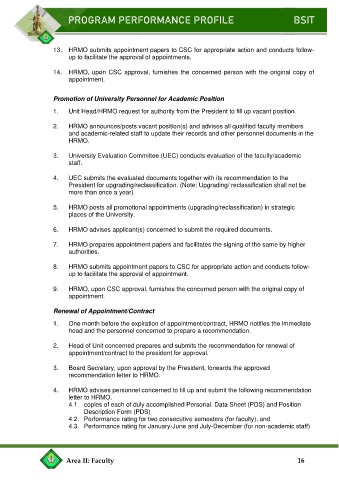 PROGRAM PERFORMANCE PROFILE BSIT
13. HRMO submits appointment papers to CSC for appropriate action and conducts follow-
up to facilitate the approval of appointments.
14. HRMO, upon CSC approval, furnishes the concerned person with the original copy of
appointment.
Promotion of University Personnel for Academic Position
1. Unit Head/HRMO request for authority from the President to fill up vacant position.
2. HRMO announces/posts vacant position(s) and advises all qualified faculty members
and academic-related staff to update their records and other personnel documents in the
HRMO.
3. University Evaluation Committee (UEC) conducts evaluation of the faculty/academic
staff.
4. UEC submits the evaluated documents together with its recommendation to the
President for upgrading/reclassification. (Note: Upgrading/ reclassification shall not be
more than once a year).
5. HRMO posts all promotional appointments (upgrading/reclassification) in strategic
places of the University.
6. HRMO advises applicant(s) concerned to submit the required documents.
7. HRMO prepares appointment papers and facilitates the signing of the same by higher
authorities.
8. HRMO submits appointment papers to CSC for appropriate action and conducts follow-
up to facilitate the approval of appointment.
9. HRMO, upon CSC approval, furnishes the concerned person with the original copy of
appointment.
Renewal of Appointment/Contract
1. One month before the expiration of appointment/contract, HRMO notifies the Immediate
head and the personnel concerned to prepare a recommendation.
2. Head of Unit concerned prepares and submits the recommendation for renewal of
appointment/contract to the president for approval.
3. Board Secretary, upon approval by the President, forwards the approved
recommendation letter to HRMO.
4. HRMO advises personnel concerned to fill up and submit the following recommendation
letter to HRMO.
4.1. copies of each of duly accomplished Personal. Data Sheet (PDS) and Position
Description Form (PDS)
4.2. Performance rating for two consecutive semesters (for faculty), and
4.3. Performance rating for January-June and July-December (for non-academic staff)
Area II: Faculty 16